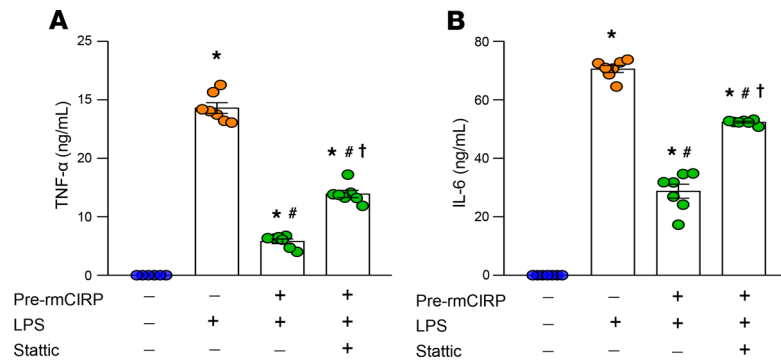 A
B
25
15
20
10
0
TNF-α (ng/mL)
*
* #
* # †
80
60
40
20
0
IL-6 (ng/mL)
*
* #
* # †
Pre-rmCIRP – – + +
LPS – + + +
Stattic – – – +
Pre-rmCIRP – – + +
LPS – + + +
Stattic – – – +